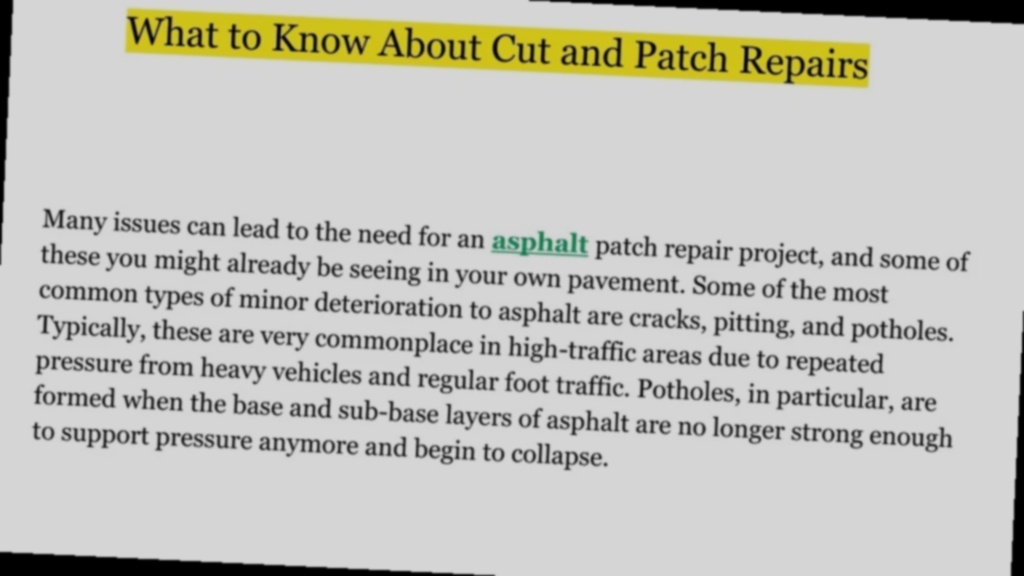 What to Know About Cut and Patch Repairs
Many issues can lead to the need for an asphalt patch repair project, and some of
these you might already be seeing in your own pavement. Some of the most
common types of minor deterioration to asphalt are cracks, pitting, and potholes.
Typically, these are very commonplace in high-traffic areas due to repeated
pressure from heavy vehicles and regular foot traffic. Potholes, in particular, are
formed when the base and sub-base layers of asphalt are no longer strong enough
to support pressure anymore and begin to collapse.